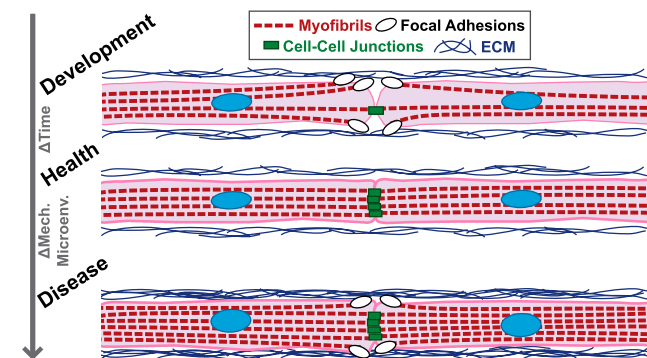 Myofibrils Focal Adhesions
Cell-Cell Junctions ECM
Development
ΔTime
Health
ΔMech.
Microenv.
Disease